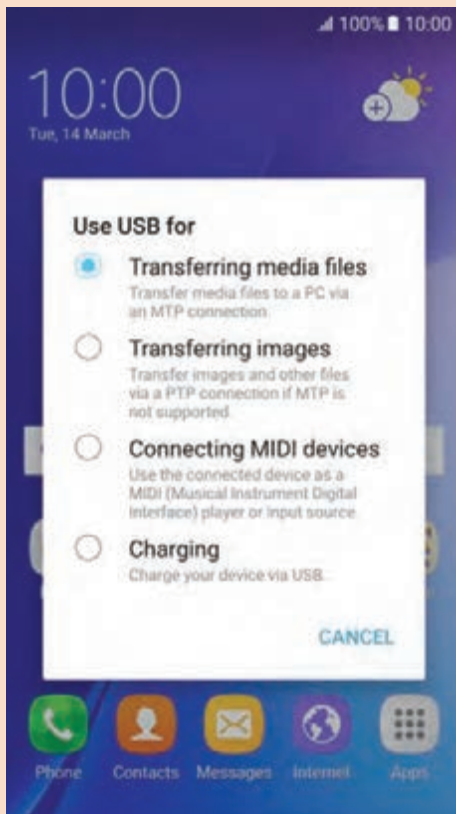 100% 10:00
10:00
Tue, 14 March
Use USB for
Transferring media files
Transfer media files to a PC via
an MTP connection.
Transferring images
Transfer images and other files
via a PTP connection if MTP is
not supported.
Connecting MIDI devices
Use the connected device as a
MIDI (Musical Instrument Digital
Interface) player or input source.
Charging
Charge your device via USB.
CANCEL
Phone Contacts Messages Internet Apps